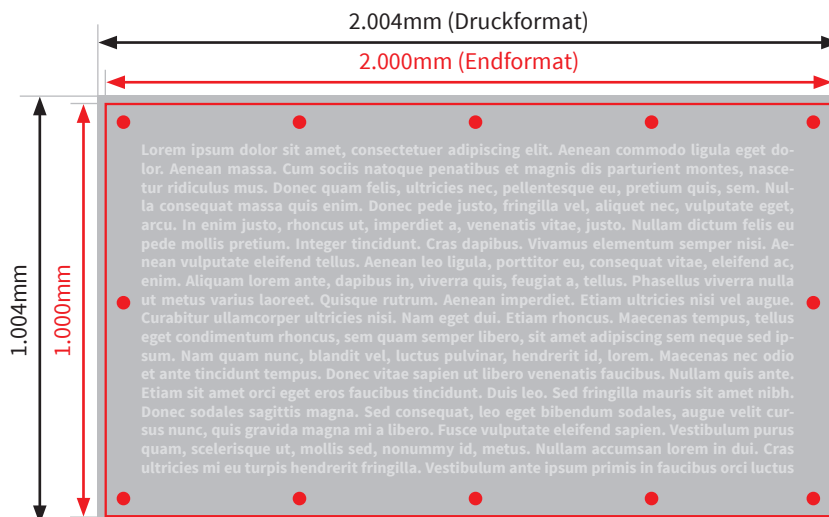 2.004mm (Druckformat)
2.000mm (Endformat)
1.004mm
1.000mm
Lorem ipsum dolor sit amet, consectetuer adipiscing elit. Aenean commodo ligula eget do-
lor. Aenean massa. Cum sociis natoque penatibus et magnis dis parturient montes, nasce-
tur ridiculus mus. Donec quam felis, ultricies nec, pellentesque eu, pretium quis, sem. Nul-
la consequat massa quis enim. Donec pede justo, fringilla vel, aliquet nec, vulputate eget,
arcu. In enim justo, rhoncus ut, imperdiet a, venenatis vitae, justo. Nullam dictum felis eu
pede mollis pretium. Integer tincidunt. Cras dapibus. Vivamus elementum semper nisi. Ae-
nean vulputate eleifend tellus. Aenean leo ligula, porttitor eu, consequat vitae, eleifend ac,
enim. Aliquam lorem ante, dapibus in, viverra quis, feugiat a, tellus. Phasellus viverra nulla
ut metus varius laoreet. Quisque rutrum. Aenean imperdiet. Etiam ultricies nisi vel augue.
Curabitur ullamcorper ultricies nisi. Nam eget dui. Etiam rhoncus. Maecenas tempus, tellus
eget condimentum rhoncus, sem quam semper libero, sit amet adipiscing sem neque sed ip-
sum. Nam quam nunc, blandit vel, luctus pulvinar, hendrerit id, lorem. Maecenas nec odio
et ante tincidunt tempus. Donec vitae sapien ut libero venenatis faucibus. Nullam quis ante.
Etiam sit amet orci eget eros faucibus tincidunt. Duis leo. Sed fringilla mauris sit amet nibh.
Donec sodales sagittis magna. Sed consequat, leo eget bibendum sodales, augue velit cur-
sus nunc, quis gravida magna mi a libero. Fusce vulputate eleifend sapien. Vestibulum purus
quam, scelerisque ut, mollis sed, nonummy id, metus. Nullam accumsan lorem in dui. Cras
ultricies mi eu turpis hendrerit fringilla. Vestibulum ante ipsum primis in faucibus orci luctus